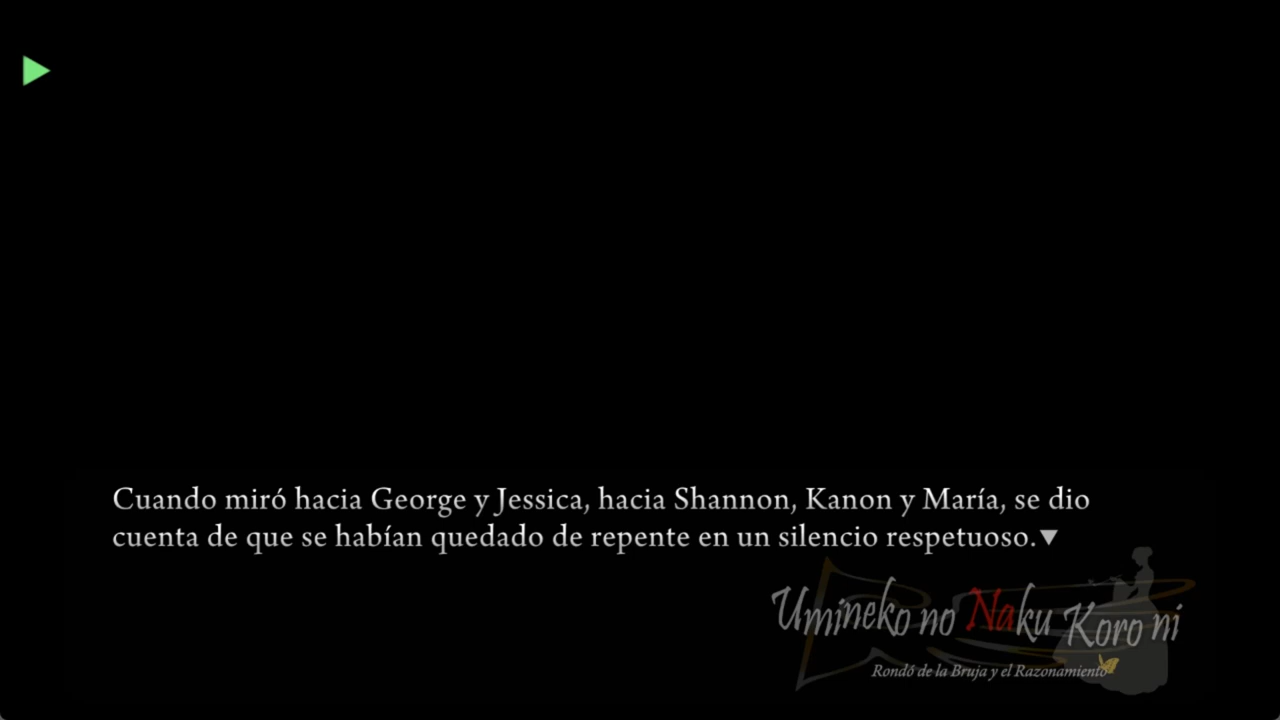 Cuando miró hacia George y Jessica, hacia Shannon, Kanon y María, se dio
cuenta de que se habían quedado de repente en un silencio respetuoso.
Umineko no Naku Koro ni
Rondó de la Bruja y el Razonamiento